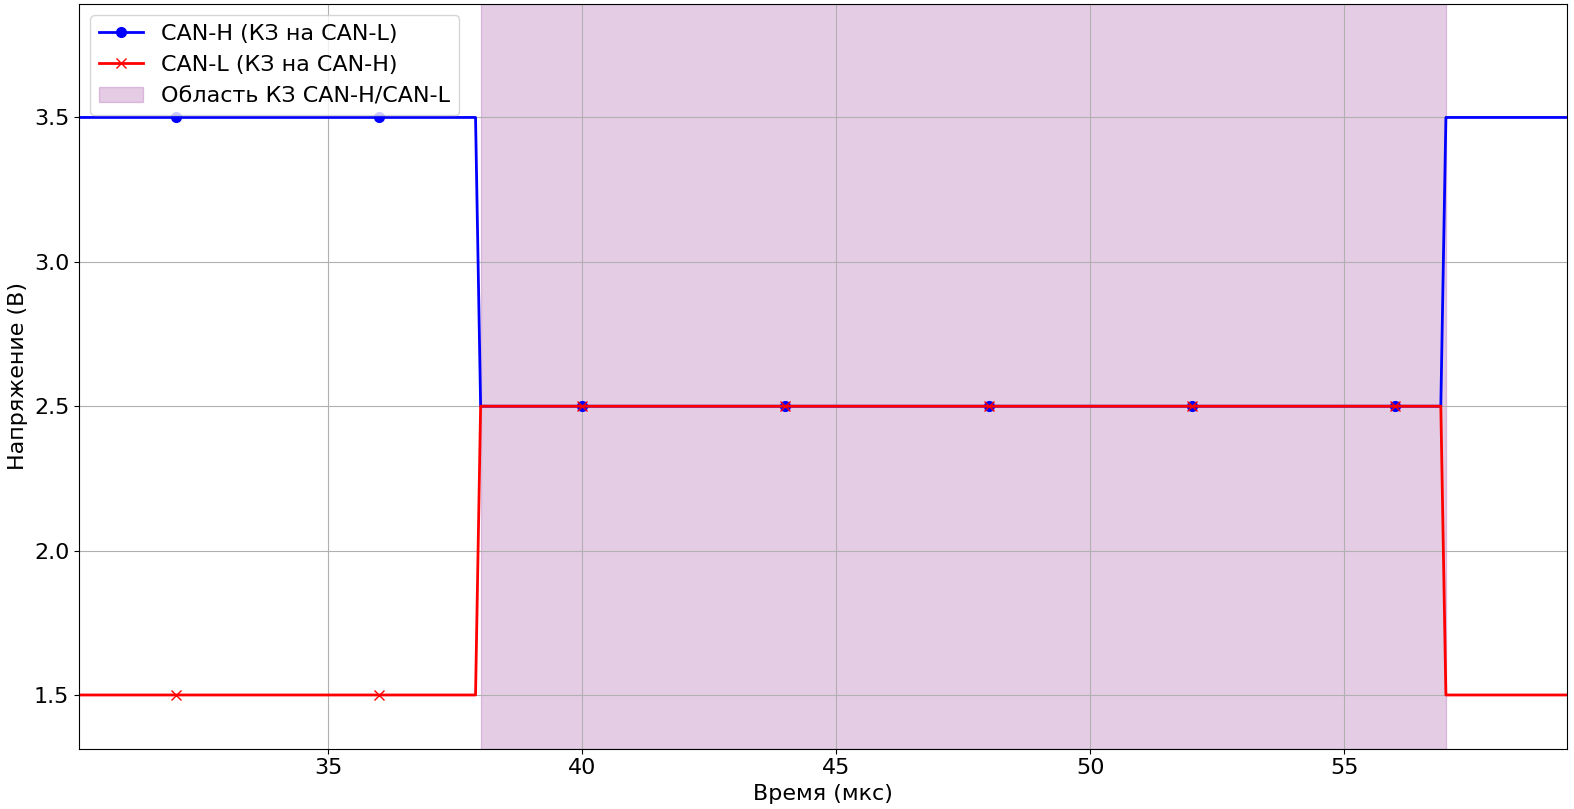 CAN-H (КЗ на CAN-L)
CAN-L (КЗ на CAN-H)
Область КЗ CAN-H/CAN-L
3.5
3.0
2.5
2.0
1.5
Напряжение (В)
35 40 45 50 55
Время (мкс)